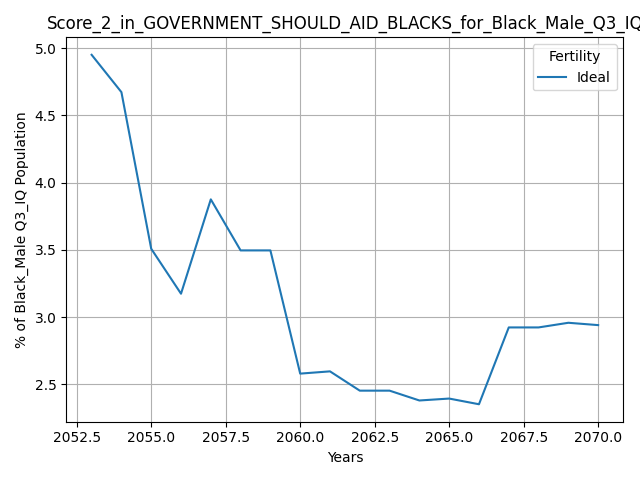 Score_2_in_GOVERNMENT_SHOULD_AID_BLACKS_for_Black_Male_Q3_IQ
Fertility
Ideal
5.0
4.5
4.0
3.5
3.0
2.5
% of Black_Male Q3_IQ Population
2052.5 2055.0 2057.5 2060.0 2062.5 2065.0 2067.5 2070.0
Years